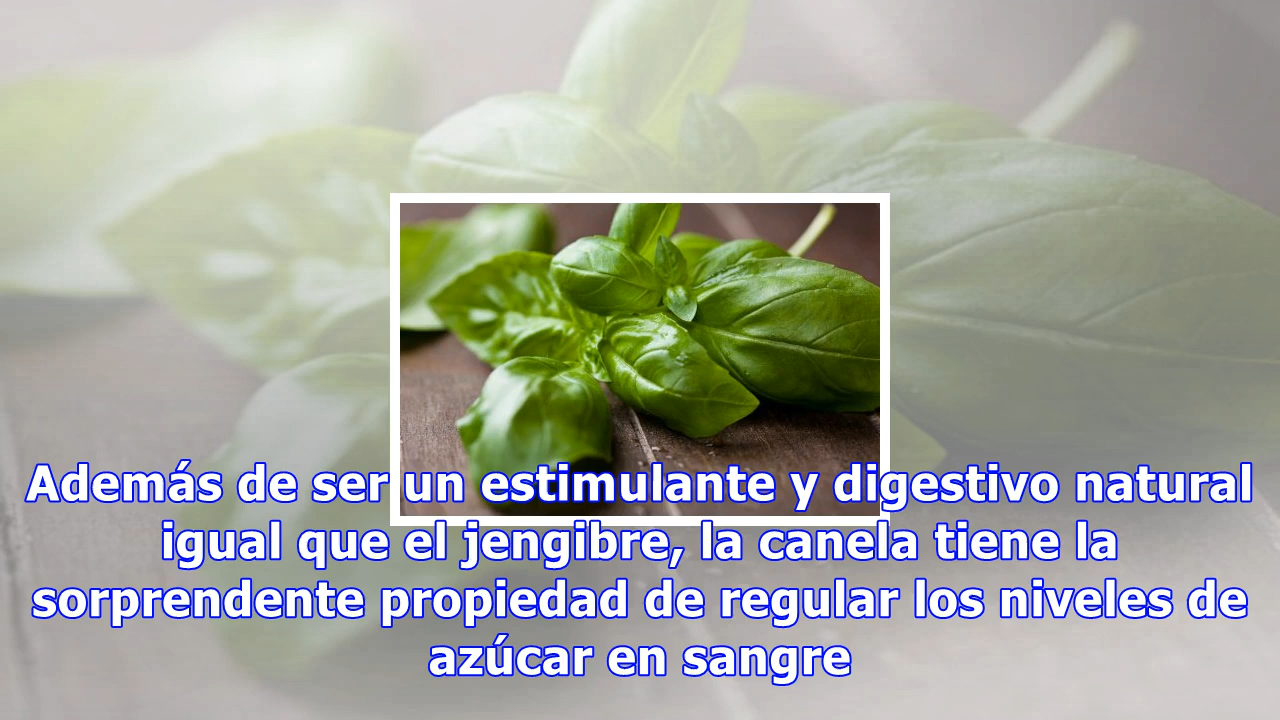 Además de ser un estimulante y digestivo natural
igual que el jengibre, la canela tiene la
sorprendente propiedad de regular los niveles de
azúcar en sangre